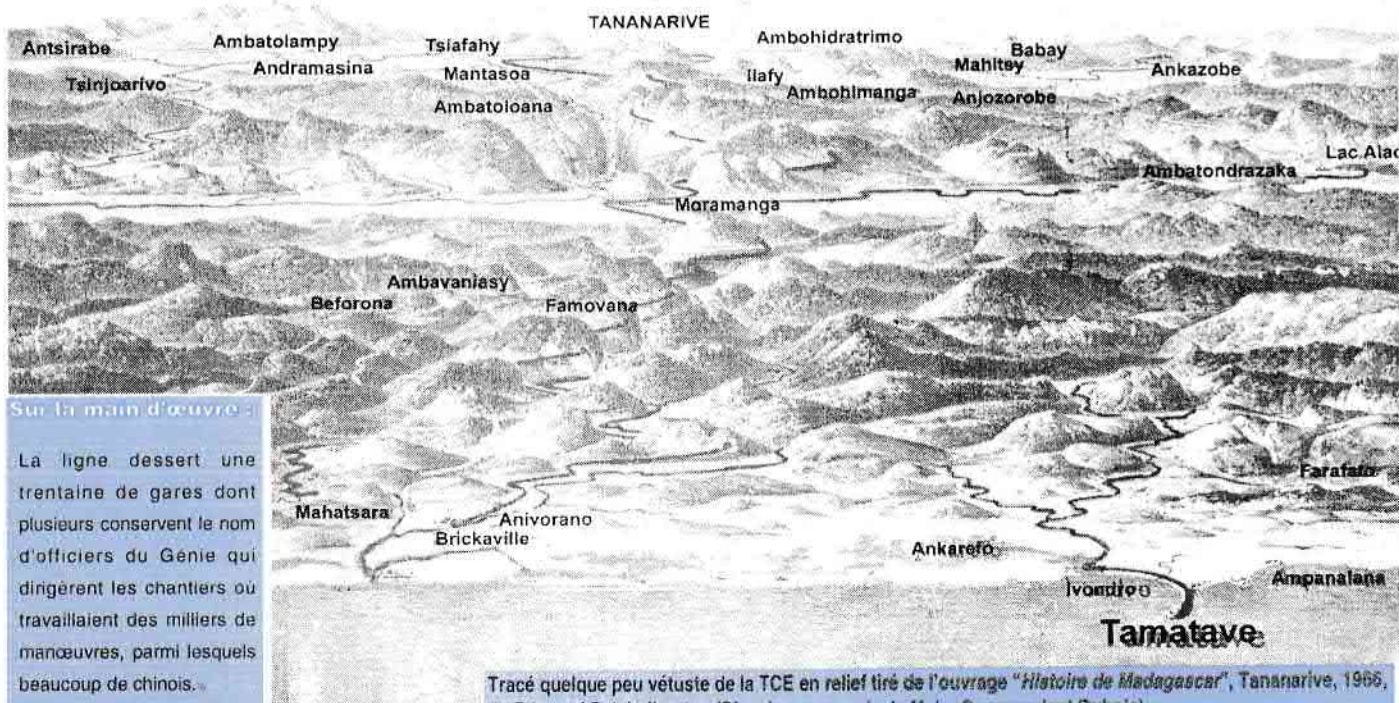 TANANARIVE
Antsirabe
Ambatolampy
Tsiafahy
Ambohidratrimo
Babay
Tsinjoarivo
Andramasina
Mantasoa
Ilafy
Mahitsy
Ankazobe
Ambatoloana
Ambohimanga
Anjozorobe
Lac Alao
Ambatondrazaka
Moramanga
Ambavaniasy
Beforona
Famovana
Farafato
Mahatsara
Anivorano
Brickaville
Ankarefo
Ivondro
Ampanalana
Tamatave
Sur la main d'œuvre :
La ligne dessert une
trentaine de gares dont
plusieurs conservent le nom
d'officiers du Génie qui
dirigèrent les chantiers où
travaillaient des milliers de
manœuvres, parmi lesquels
beaucoup de chinois.
Tracé quelque peu vétuste de la TCE en relief tiré de l'ouvrage "Histoire de Madagascar", Tananarive, 1966,